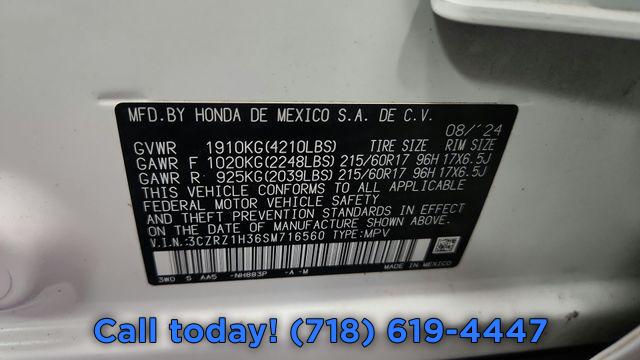 MFD. BY HONDA DE MEXICO S.A. DE C.V.
08/'24
GVWR 1910KG(4210LBS) TIRE SIZE RIM SIZE
GAWR F 1020KG(2248LBS) 215/60R17 96H 17X6.5J
GAWR R 925KG(2039LBS) 215/60R17 96H 17X6.5J
THIS VEHICLE CONFORMS TO ALL APPLICABLE
FEDERAL MOTOR VEHICLE SAFETY
AND THEFT PREVENTION STANDARDS IN EFFECT
ON THE DATE OF MANUFACTURE SHOWN ABOVE.
V.I.N.:3CZRZ1H36SM716560 TYPE:MPV
3W0 S AA5 -NH883P -A -M MADE IN MEXICO
Call today! (718) 619-4447